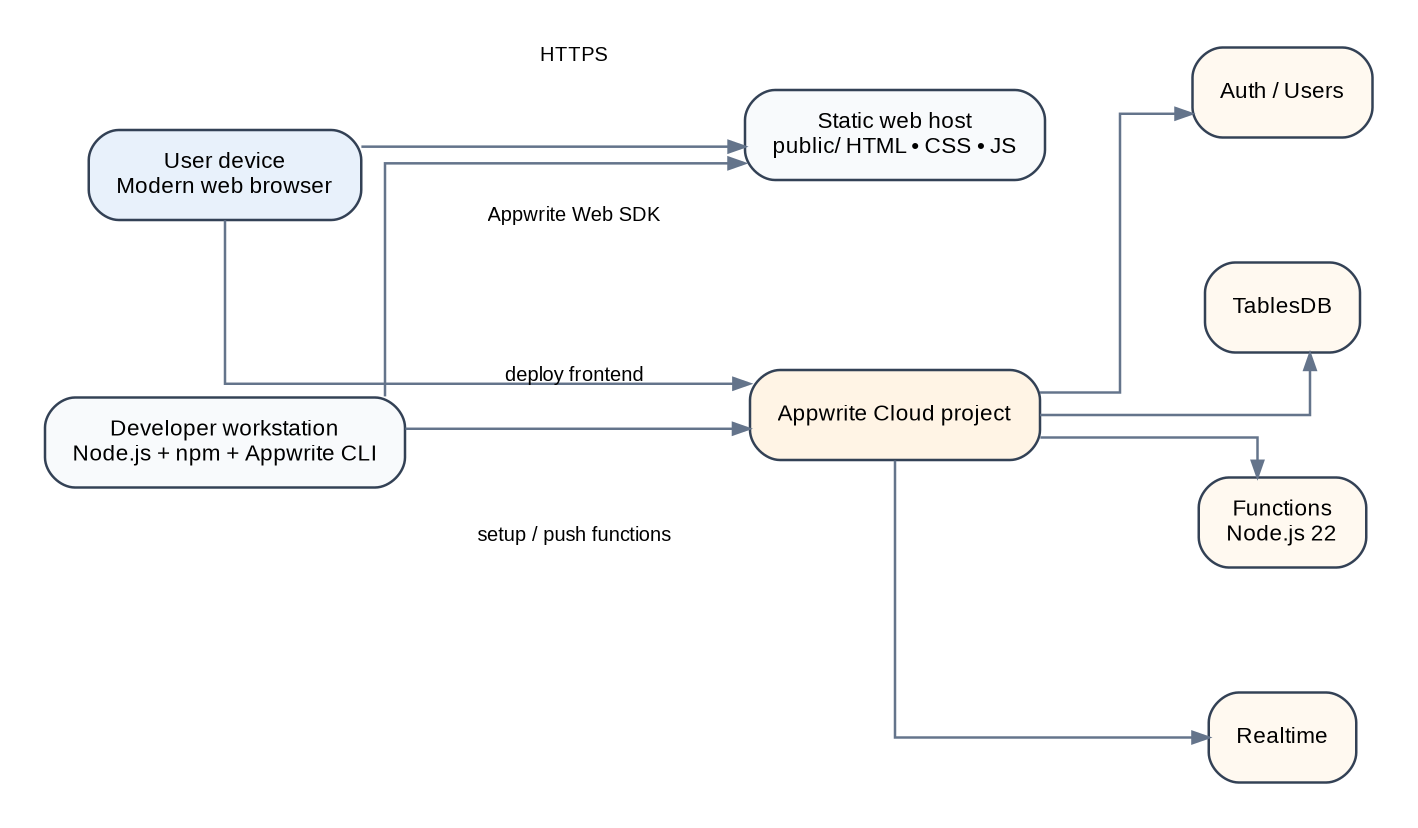 HTTPS
Auth / Users
Static web host
public/ HTML • CSS • JS
User device
Modern web browser
Appwrite Web SDK
TablesDB
deploy frontend
Appwrite Cloud project
Developer workstation
Node.js + npm + Appwrite CLI
Functions
Node.js 22
setup / push functions
Realtime